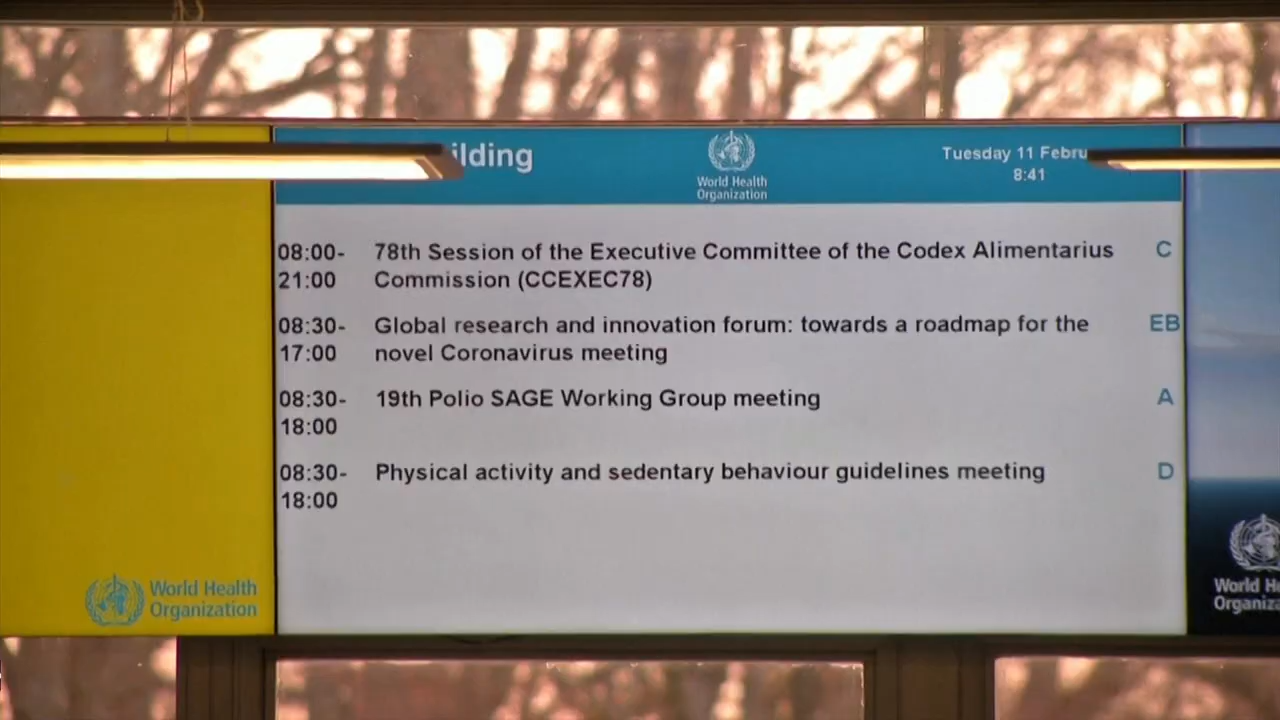 ilding
World Health
Organization
Tuesday 11 Febru
8:41
08:00-
21:00
78th Session of the Executive Committee of the Codex Alimentarius
Commission (CCEXEC78)
C
08:30-
17:00
Global research and innovation forum: towards a roadmap for the
novel Coronavirus meeting
EB
08:30-
18:00
19th Polio SAGE Working Group meeting
A
08:30-
18:00
Physical activity and sedentary behaviour guidelines meeting
D
World Health
Organization
World He
Organiza